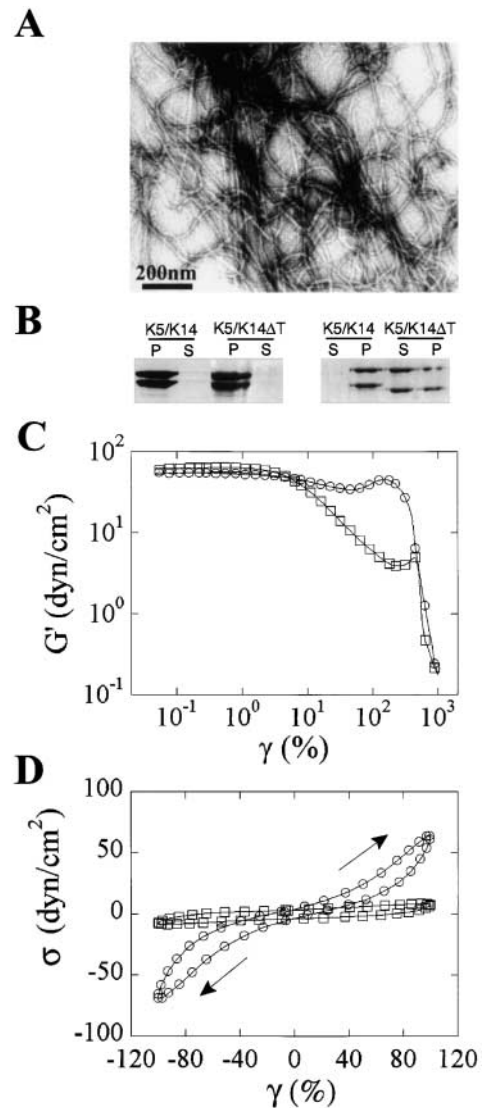 A
200nm
B
K5/K14 K5/K14ΔT K5/K14 K5/K14ΔT
P S P S S P S P
C
G' (dyn/cm²)
10²
10¹
10⁰
10⁻¹
10⁻¹ 10⁰ 10¹ 10² 10³
γ (%)
D
σ (dyn/cm²)
100
50
0
-50
-100
-120 -80 -40 0 40 80 120
γ (%)